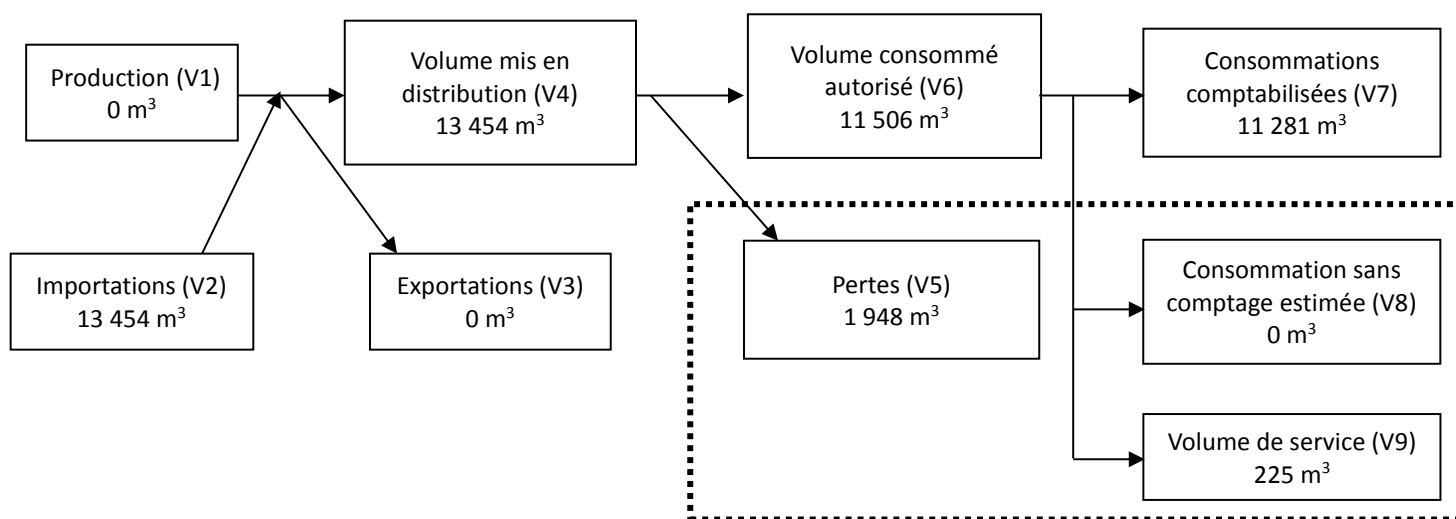 Production (V1)
0 m³
Volume mis en
distribution (V4)
13 454 m³
Volume consommé
autorisé (V6)
11 506 m³
Consommations
comptabilisées (V7)
11 281 m³
Importations (V2)
13 454 m³
Exportations (V3)
0 m³
Pertes (V5)
1 948 m³
Consommation sans
comptage estimée (V8)
0 m³
Volume de service (V9)
225 m³